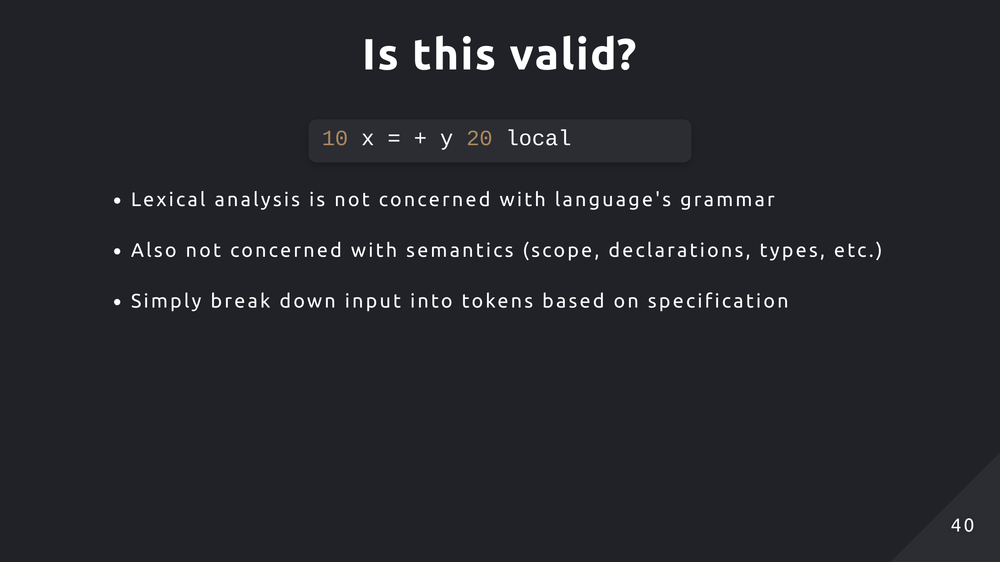 Is this valid?
10 x = + y 20 local
• Lexical analysis is not concerned with language's grammar
• Also not concerned with semantics (scope, declarations, types, etc.)
• Simply break down input into tokens based on specification
40